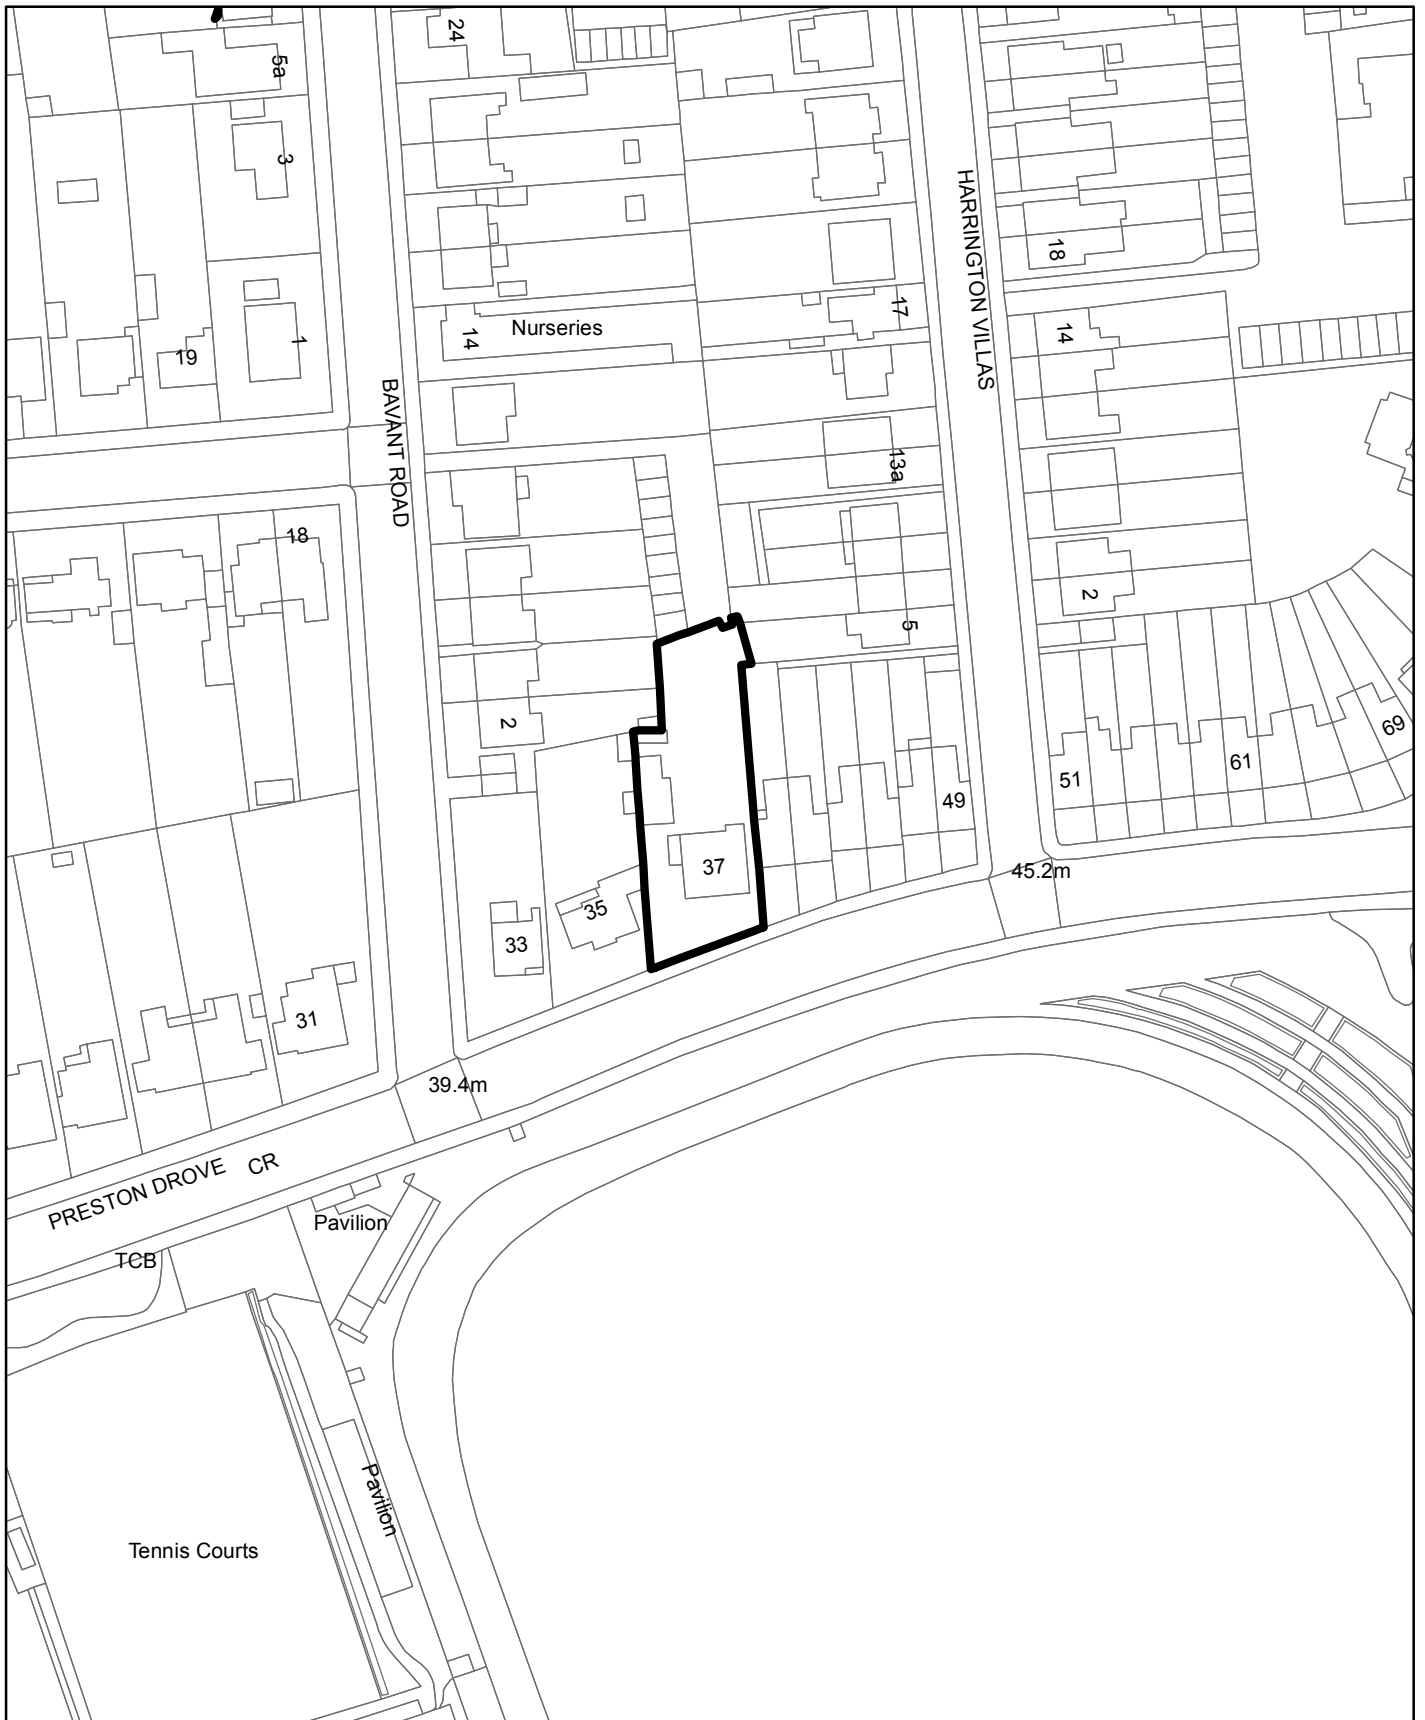 24
5a
3
HARRINGTON VILLAS
18
17
Nurseries
14
14
1
19
BAVANT ROAD
13a
18
2
5
2
69
61
51
49
37
45.2m
35
33
31
39.4m
PRESTON DROVE
CR
Pavilion
TCB
Pavilion
Tennis Courts